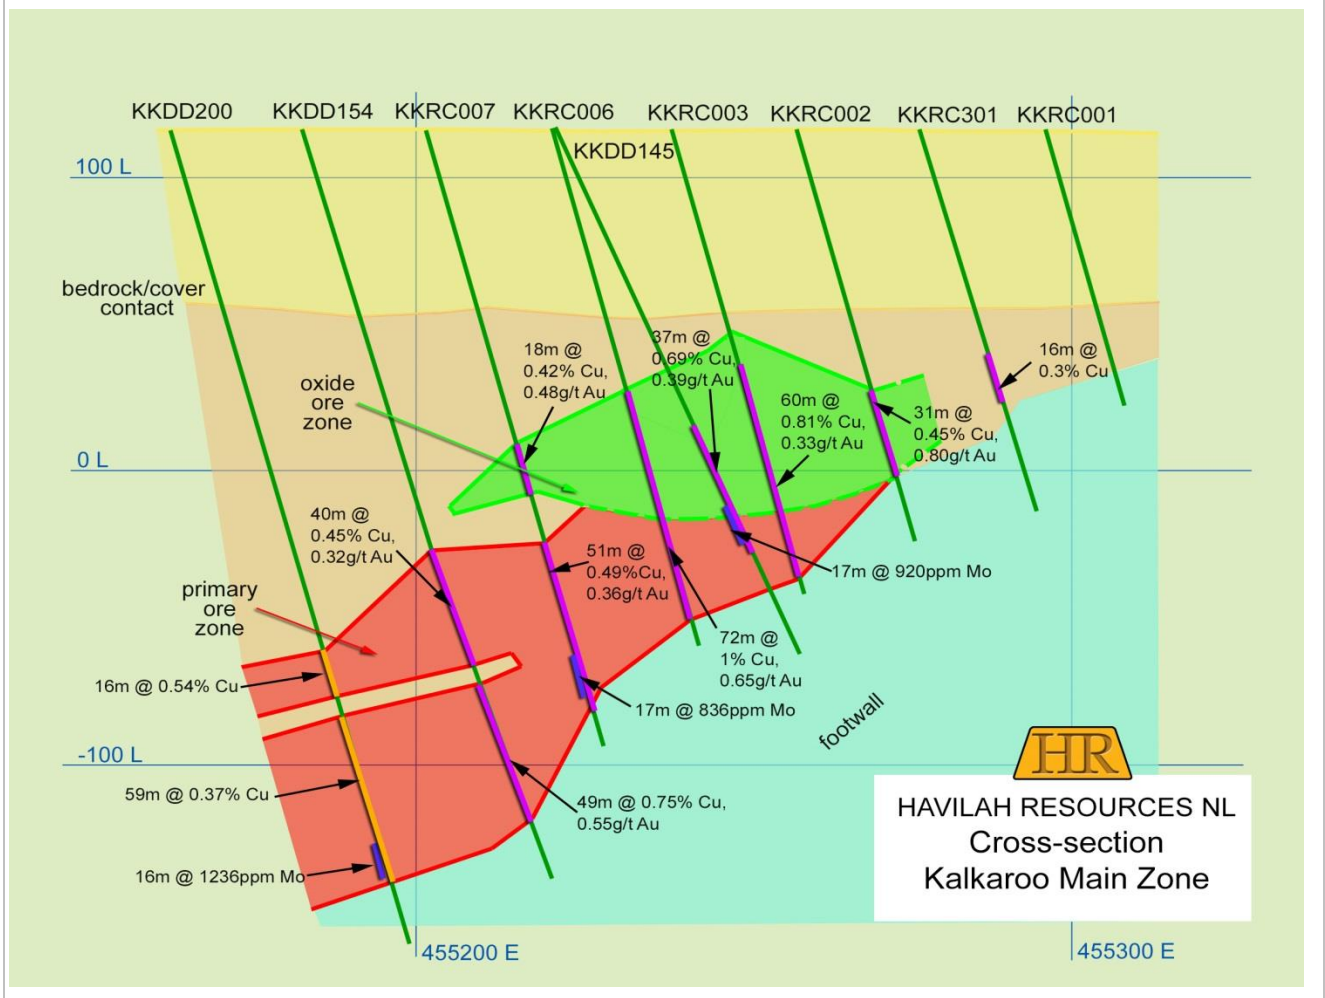 KKDD200
KKDD154
KKRC007
KKRC006
KKRC003
KKRC002
KKRC301
KKRC001
KKDD145
100 L
bedrock/cover
contact
18m @
0.42% Cu,
0.48g/t Au
37m @
0.69% Cu,
0.39g/t Au
16m @
0.3% Cu
oxide
ore
zone
60m @
0.81% Cu,
0.33g/t Au
31m @
0.45% Cu,
0.80g/t Au
0 L
40m @
0.45% Cu,
0.32g/t Au
51m @
0.49%Cu,
0.36g/t Au
17m @ 920ppm Mo
primary
ore
zone
72m @
1% Cu,
0.65g/t Au
16m @ 0.54% Cu
17m @ 836ppm Mo
footwall
-100 L
59m @ 0.37% Cu
49m @ 0.75% Cu,
0.55g/t Au
16m @ 1236ppm Mo
HR
HAVILAH RESOURCES NL
Cross-section
Kalkaroo Main Zone
455200 E
455300 E